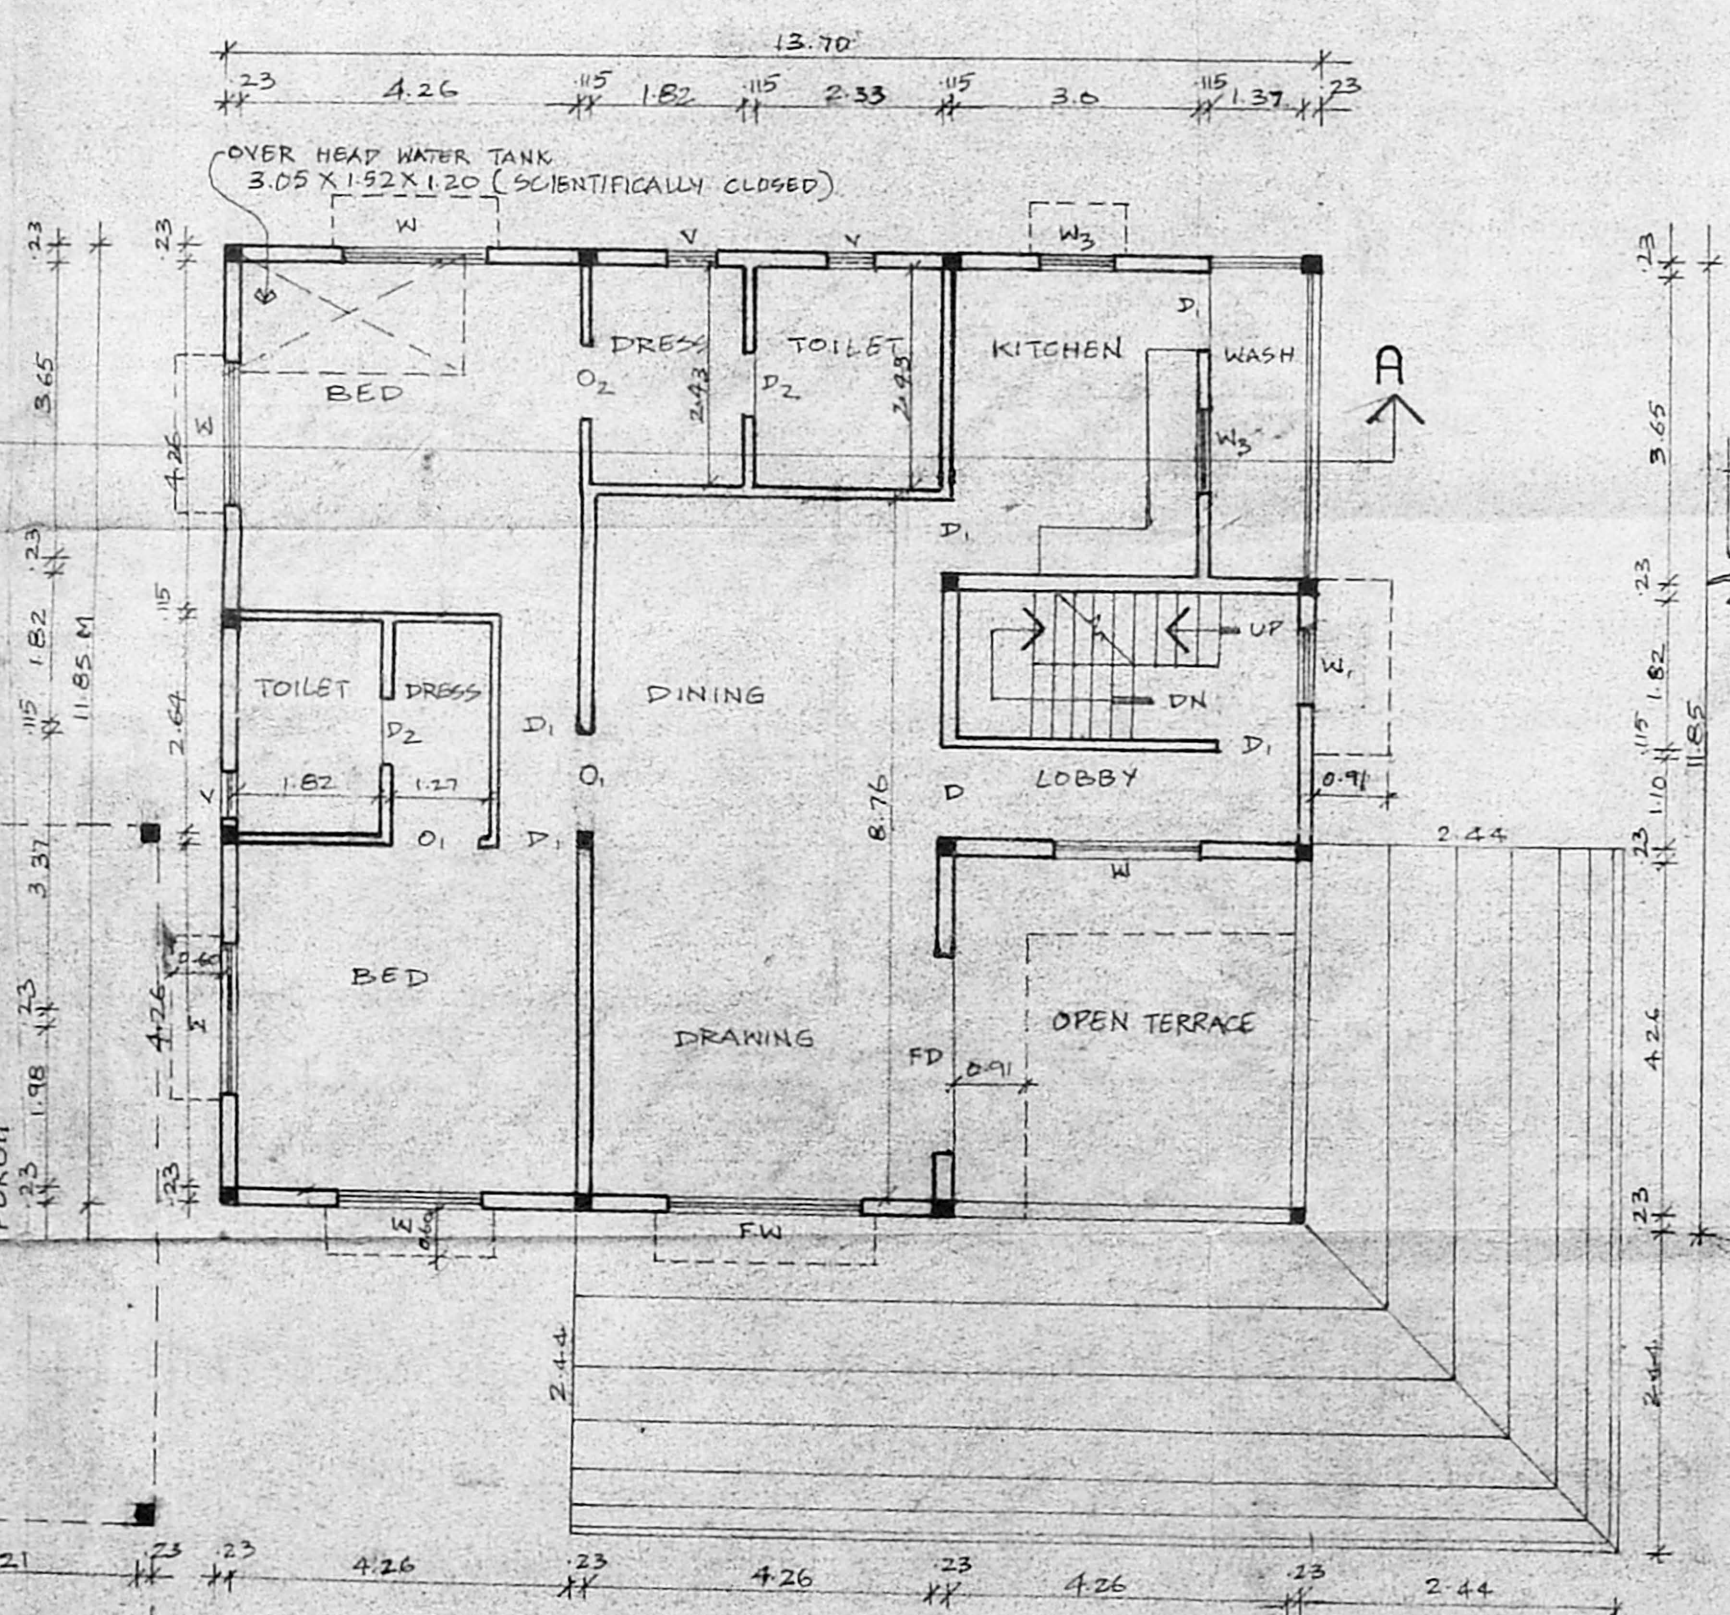 13.70
.23 4.26 .115 1.82 .115 2.33 .115 3.0 .115 1.37 .23
OVER HEAD WATER TANK
3.05 X 1.52 X 1.20 (SCIENTIFICALLY CLOSED)
W
V
V
W3
.23
.23
.23
D1
BED
DRESS
TOILET
KITCHEN
WASH
A
O2
D2
2.43
2.43
3.65
W
4.26
W3
3.65
D1
.23
.115
.23
UP
1.82
TOILET
DRESS
DINING
W1
1.82
11.85 M
2.64
D2
D1
DN
.115
D1
.115
11.85
1.82
1.27
O1
LOBBY
D
0.91
1.10
V
O1
D1
8.76
2.44
.23
3.37
W
BED
.23
4.26
W
DRAWING
OPEN TERRACE
FD
0.91
4.26
1.98
.23
.23
W
0.60
FW
.23
2.44
2.44
21 .23 .23 4.26 .23 4.26 .23 4.26 .23 2.44